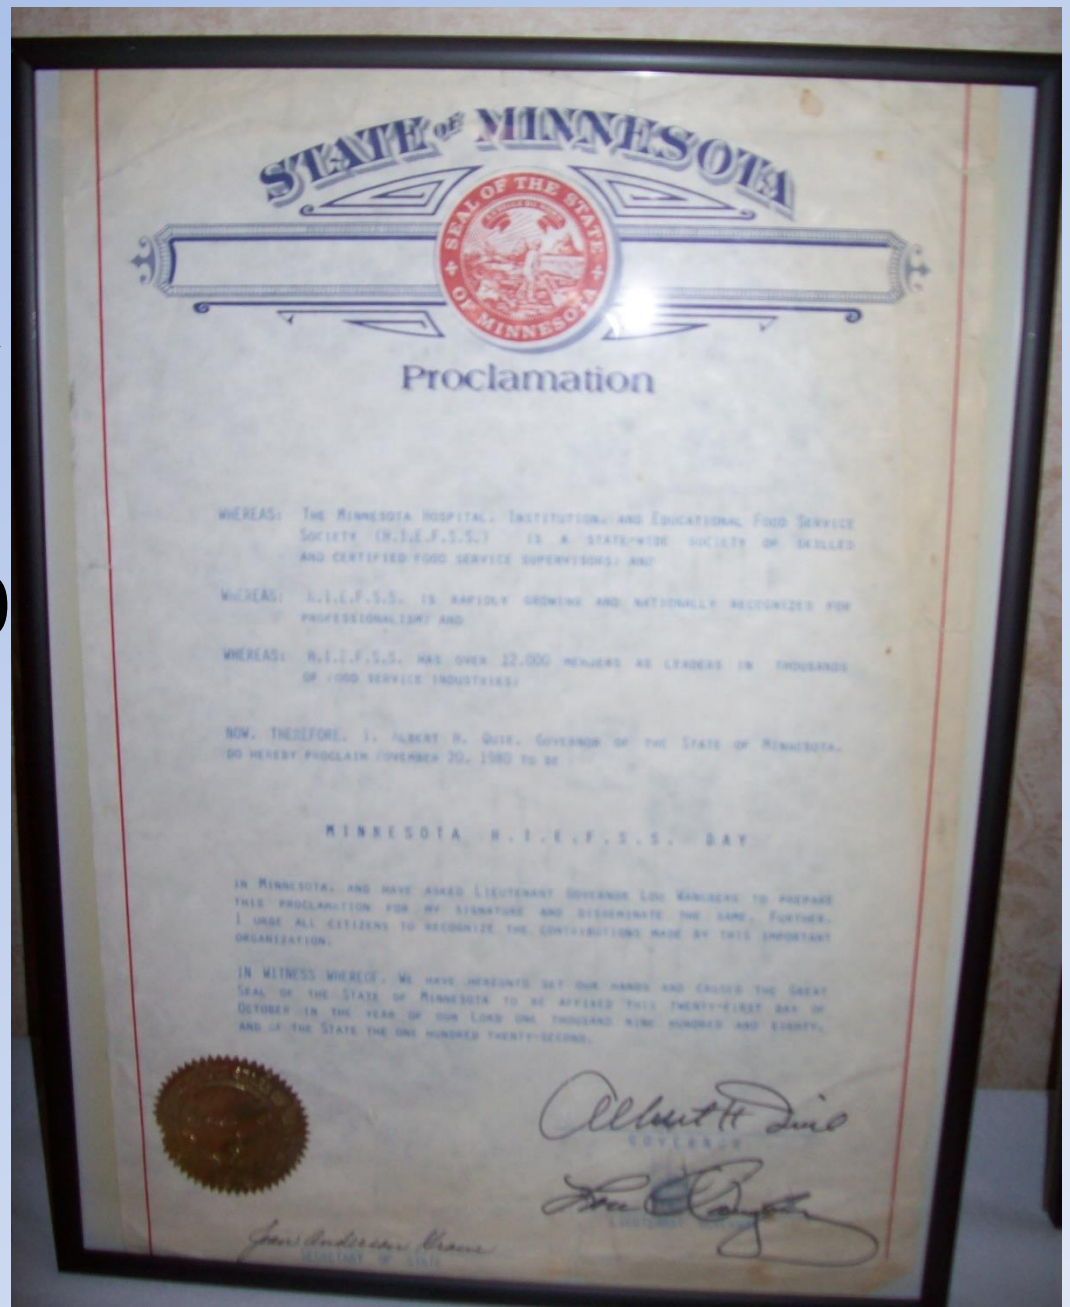 STATE OF MINNESOTA
SEAL OF THE STATE
OF MINNESOTA
Proclamation
WHEREAS: THE MINNESOTA HOSPITAL, INSTITUTION, AND EDUCATIONAL FOOD SERVICE
SOCIETY (H.I.E.F.S.S.) IS A STATE-WIDE SOCIETY OF SKILLED
AND CERTIFIED FOOD SERVICE SUPERVISORS; AND
WHEREAS: H.I.E.F.S.S. IS RAPIDLY GROWING AND NATIONALLY RECOGNIZED FOR
PROFESSIONALISM; AND
WHEREAS: H.I.E.F.S.S. HAS OVER 12,000 MEMBERS AS LEADERS IN THOUSANDS
OF FOOD SERVICE INDUSTRIES;
NOW, THEREFORE, I, ALBERT H. QUIE, GOVERNOR OF THE STATE OF MINNESOTA,
DO HEREBY PROCLAIM NOVEMBER 20, 1980 TO BE
MINNESOTA H.I.E.F.S.S. DAY
IN MINNESOTA, AND HAVE ASKED LIEUTENANT GOVERNOR LOU WANGBERG TO PREPARE
THIS PROCLAMATION FOR MY SIGNATURE AND DISSEMINATE THE SAME. FURTHER,
I URGE ALL CITIZENS TO RECOGNIZE THE CONTRIBUTIONS MADE BY THIS IMPORTANT
ORGANIZATION.
IN WITNESS WHEREOF, WE HAVE HEREUNTO SET OUR HANDS AND CAUSED THE GREAT
SEAL OF THE STATE OF MINNESOTA TO BE AFFIXED THIS TWENTY-FIRST DAY OF
OCTOBER IN THE YEAR OF OUR LORD ONE THOUSAND NINE HUNDRED AND EIGHTY,
AND OF THE STATE THE ONE HUNDRED TWENTY-SECOND.
Albert H Quie
GOVERNOR
LIEUTENANT
Joan Anderson Growe
SECRETARY OF STATE